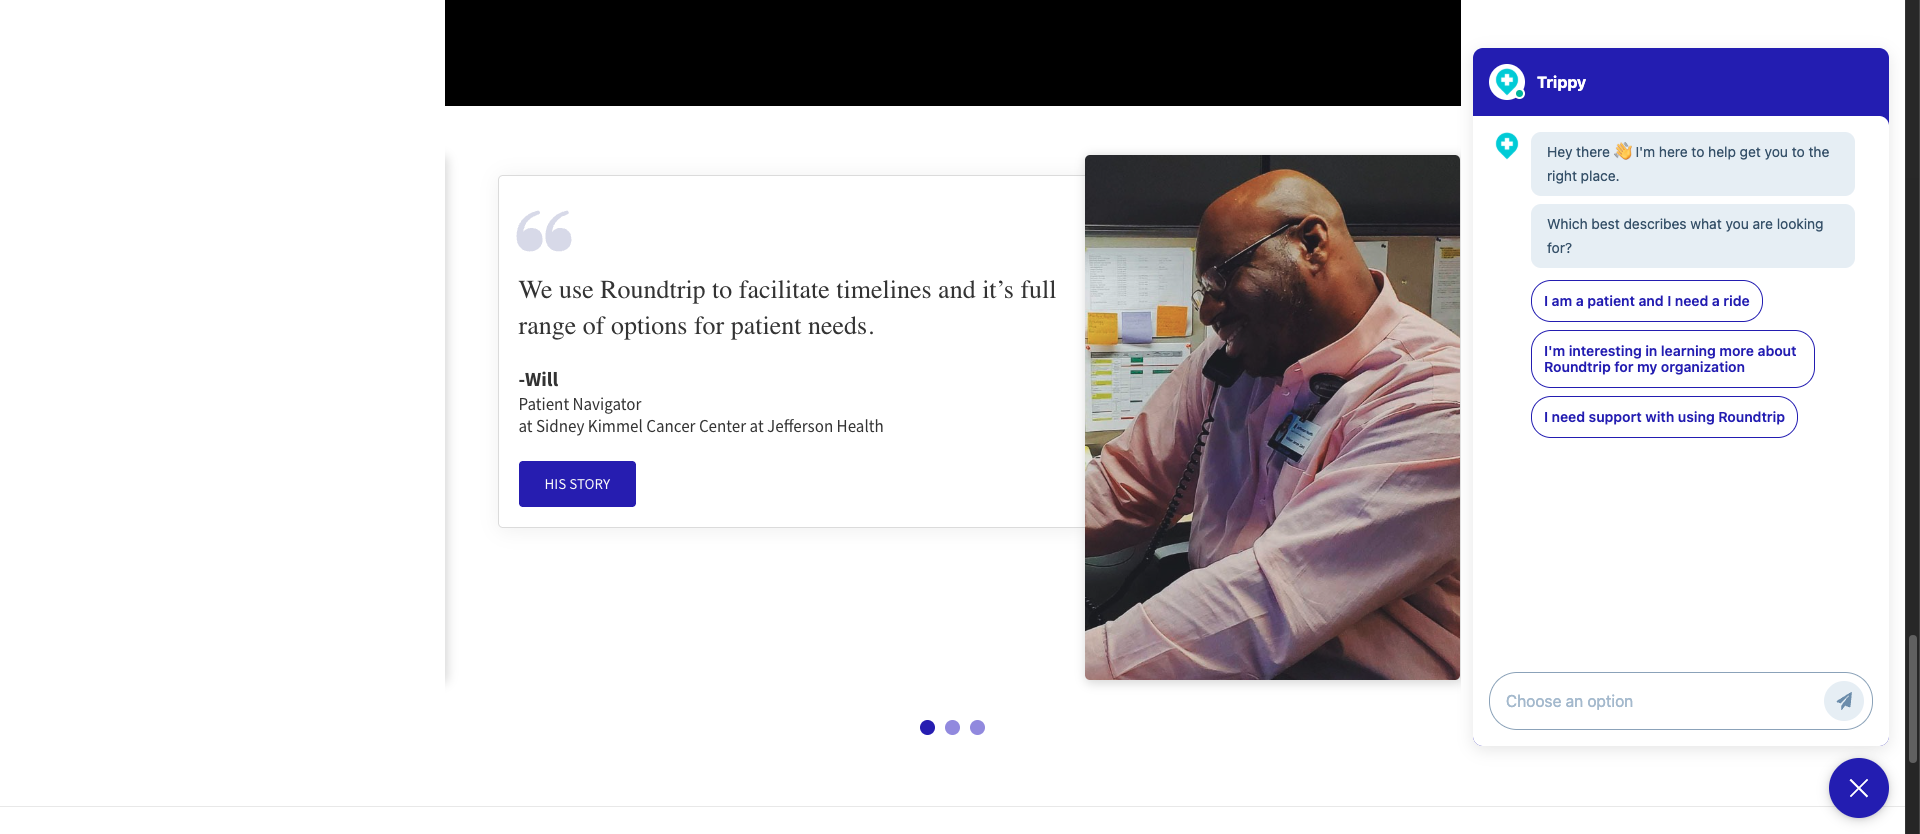 We use Roundtrip to facilitate timelines and it’s full
range of options for patient needs.
-Will
Patient Navigator
at Sidney Kimmel Cancer Center at Jefferson Health
HIS STORY
Trippy
Hey there 👋 I'm here to help get you to the
right place.
Which best describes what you are looking
for?
I am a patient and I need a ride
I'm interesting in learning more about
Roundtrip for my organization
I need support with using Roundtrip
Choose an option